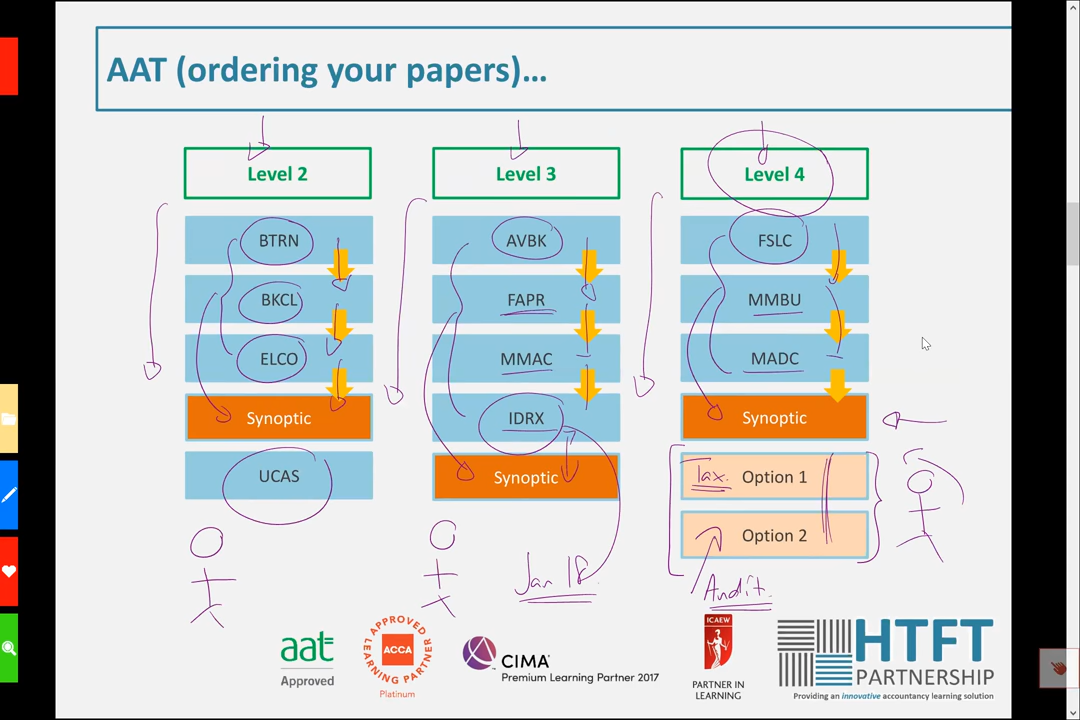 AAT (ordering your papers)...
Level 2
BTRN
BKCL
ELCO
Synoptic
UCAS
Level 3
AVBK
FAPR
MMAC
IDRX
Synoptic
Jan 18
Level 4
FSLC
MMBU
MADC
Synoptic
Tax. Option 1
Option 2
Audit.
aat
Approved
APPROVED LEARNING PARTNER
ACCA
Platinum
CIMA
Premium Learning Partner 2017
ICAEW
PARTNER IN
LEARNING
HTFT
PARTNERSHIP
Providing an innovative accountancy learning solution